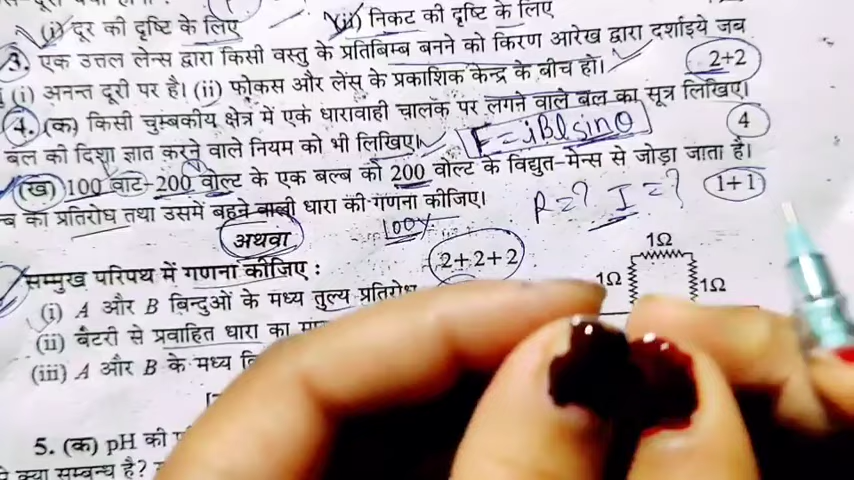 (i) दूर की दृष्टि के लिए (ii) निकट की दृष्टि के लिए
3. एक उत्तल लेन्स द्वारा किसी वस्तु के प्रतिबिम्ब बनने को किरण आरेख द्वारा दर्शाइये जब
(i) अनन्त दूरी पर है। (ii) फोकस और लेंस के प्रकाशिक केन्द्र के बीच हो। 2+2
4. (क) किसी चुम्बकीय क्षेत्र में एक धारावाही चालक पर लगने वाले बल का सूत्र लिखिए।
बल की दिशा ज्ञात करने वाले नियम को भी लिखिए। F = iBl sinθ 4
(ख) 100 वाट-200 वोल्ट के एक बल्ब को 200 वोल्ट के विद्युत-मेन्स से जोड़ा जाता है।
का प्रतिरोध तथा उसमें बहने वाली धारा की गणना कीजिए। R=? I=? 1+1
अथवा 100
सम्मुख परिपथ में गणना कीजिए : 2+2+2 1Ω
(i) A और B बिन्दुओं के मध्य तुल्य प्रतिरोध 1Ω 1Ω
(ii) बैटरी से प्रवाहित धारा का
(iii) A और B के मध्य
5. (क) pH की
क्या सम्बन्ध है?